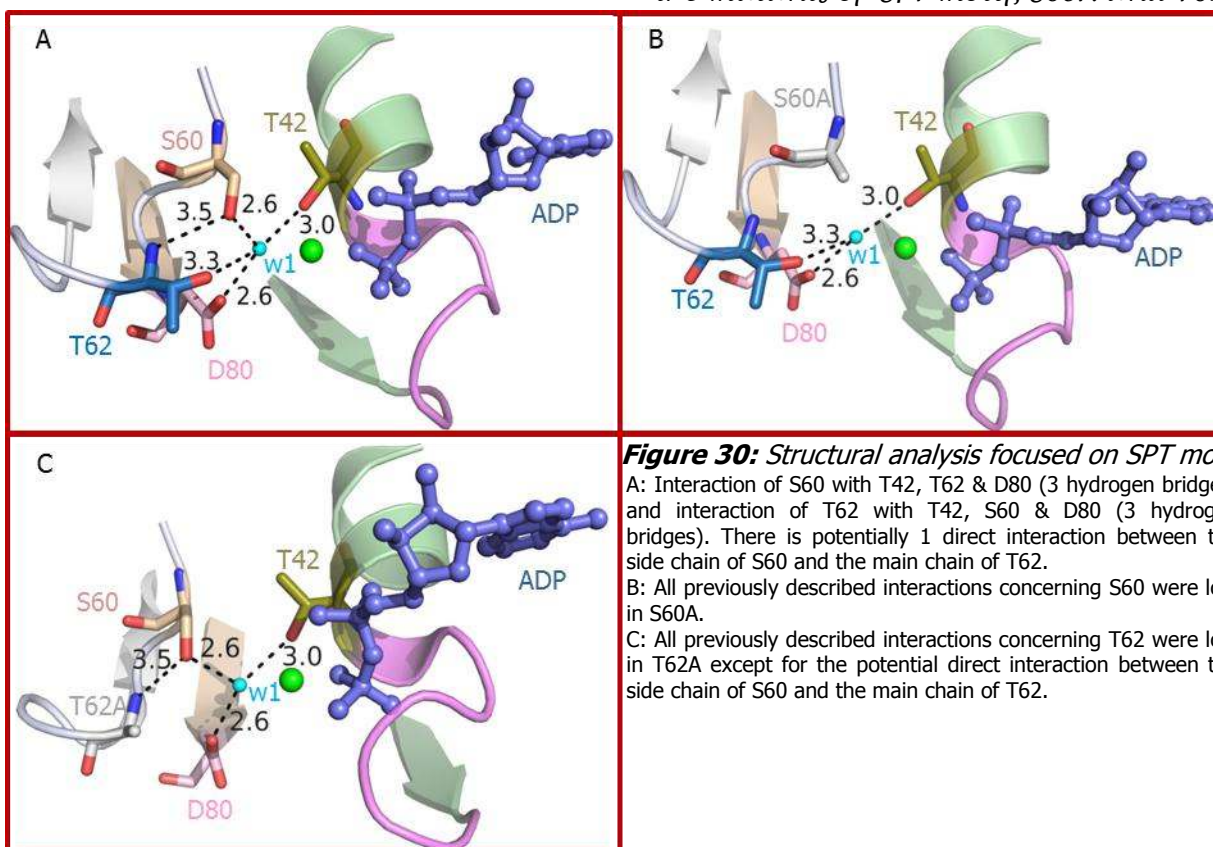 A
S60
T42
3.5
2.6
3.0
ADP
3.3
w1
2.6
T62
D80
B
S60A
T42
3.0
3.3
w1
2.6
ADP
T62
D80
C
T42
ADP
S60
3.5
2.6
3.0
w1
T62A
2.6
D80
Figure 30: Structural analysis focused on SPT
A: Interaction of S60 with T42, T62 & D80 (3 hydrogen
and interaction of T62 with T42, S60 & D80 (3
bridges). There is potentially 1 direct interaction between
side chain of S60 and the main chain of T62.
B: All previously described interactions concerning S60 were
in S60A.
C: All previously described interactions concerning T62 were
in T62A except for the potential direct interaction between
side chain of S60 and the main chain of T62.